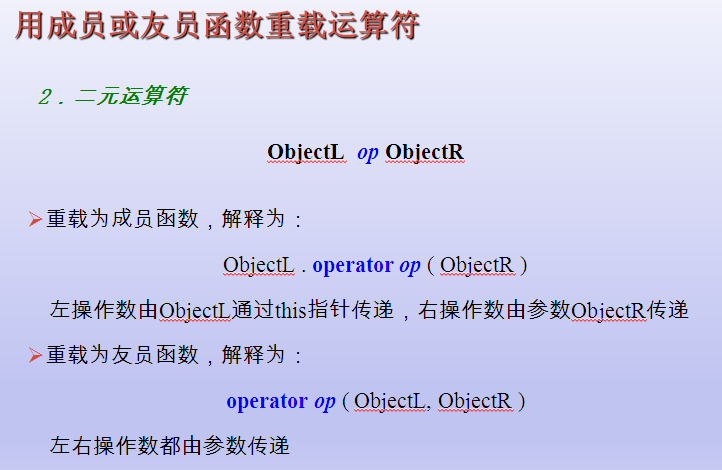 用成员或友员函数重载运算符
2．二元运算符
ObjectL op ObjectR
重载为成员函数，解释为：
ObjectL . operator op ( ObjectR )
左操作数由ObjectL通过this指针传递，右操作数由参数ObjectR传递
重载为友员函数，解释为：
operator op ( ObjectL, ObjectR )
左右操作数都由参数传递